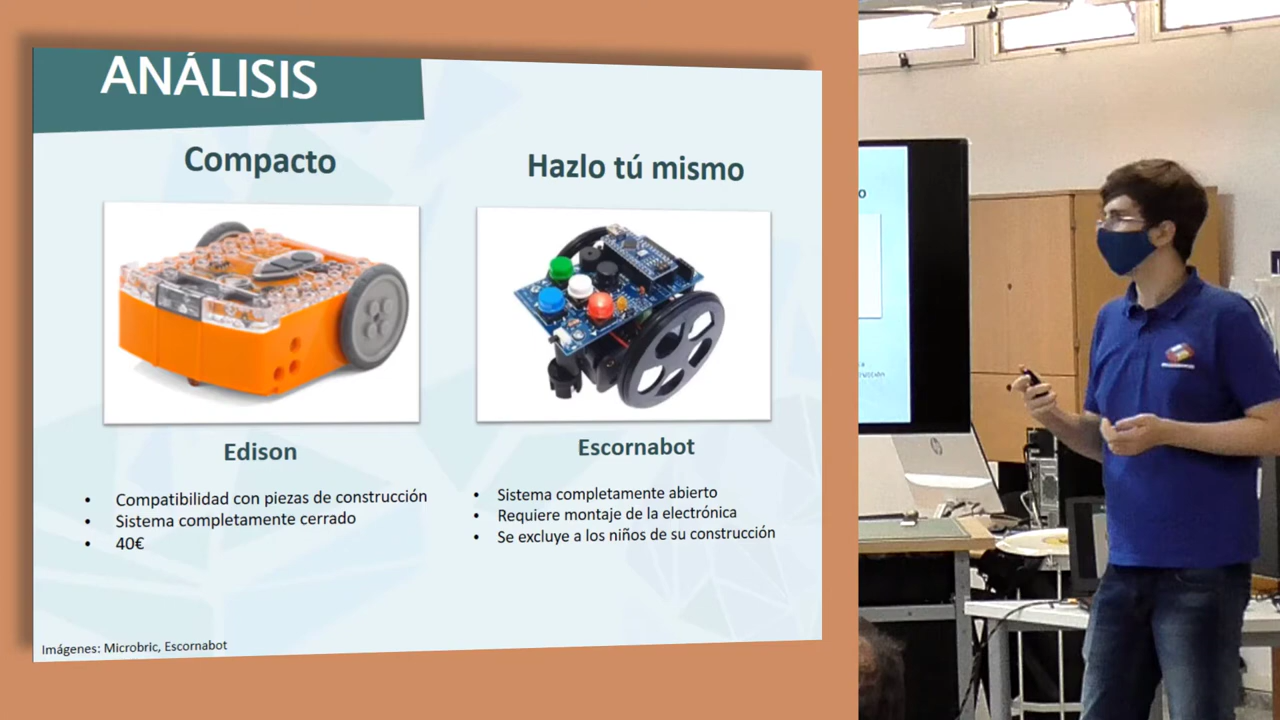 ANÁLISIS
Compacto
Hazlo tú mismo
Edison
Escornabot
• Compatibilidad con piezas de construcción
• Sistema completamente cerrado
• 40€
• Sistema completamente abierto
• Requiere montaje de la electrónica
• Se excluye a los niños de su construcción
Imágenes: Microbric, Escornabot